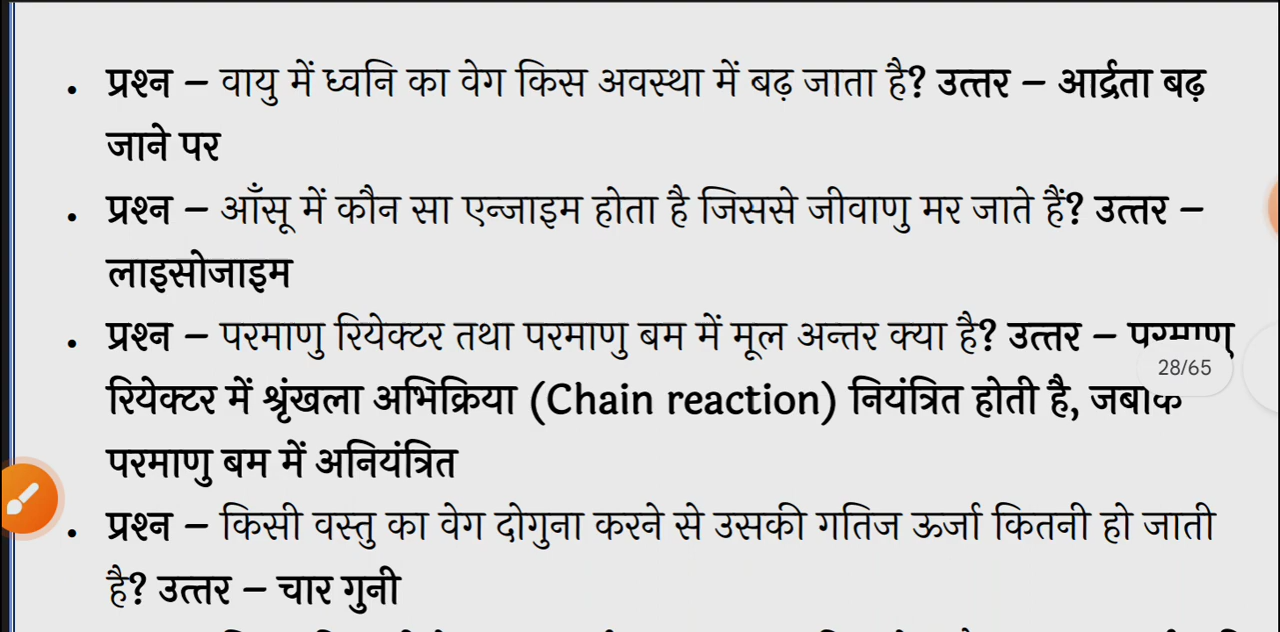 • प्रश्न – वायु में ध्वनि का वेग किस अवस्था में बढ़ जाता है? उत्तर – आर्द्रता बढ़
जाने पर
• प्रश्न – आँसू में कौन सा एन्जाइम होता है जिससे जीवाणु मर जाते हैं? उत्तर –
लाइसोजाइम
• प्रश्न – परमाणु रियेक्टर तथा परमाणु बम में मूल अन्तर क्या है? उत्तर – परमाणु
28/65
रियेक्टर में श्रृंखला अभिक्रिया (Chain reaction) नियंत्रित होती है, जबकि
परमाणु बम में अनियंत्रित
• प्रश्न – किसी वस्तु का वेग दोगुना करने से उसकी गतिज ऊर्जा कितनी हो जाती
है? उत्तर – चार गुनी